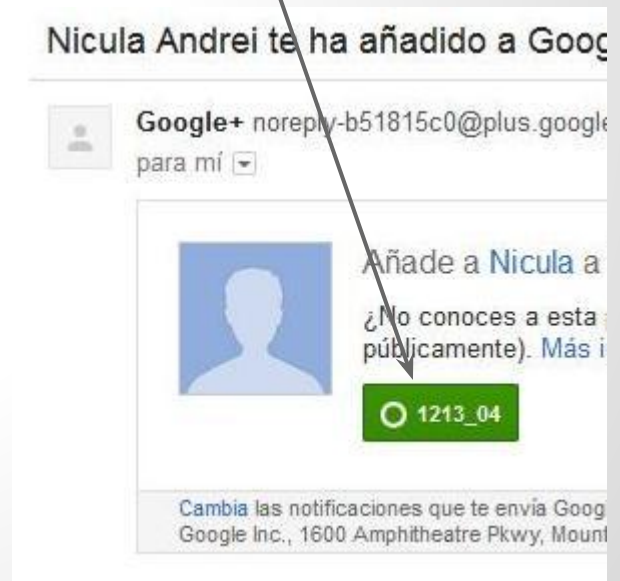 Nicula Andrei te ha añadido a Goog
Google+ noreply-b51815c0@plus.google
para mí
Añade a Nicula a
¿No conoces a esta
públicamente). Más i
1213_04
Cambia las notificaciones que te envía Goog
Google Inc., 1600 Amphitheatre Pkwy, Mount